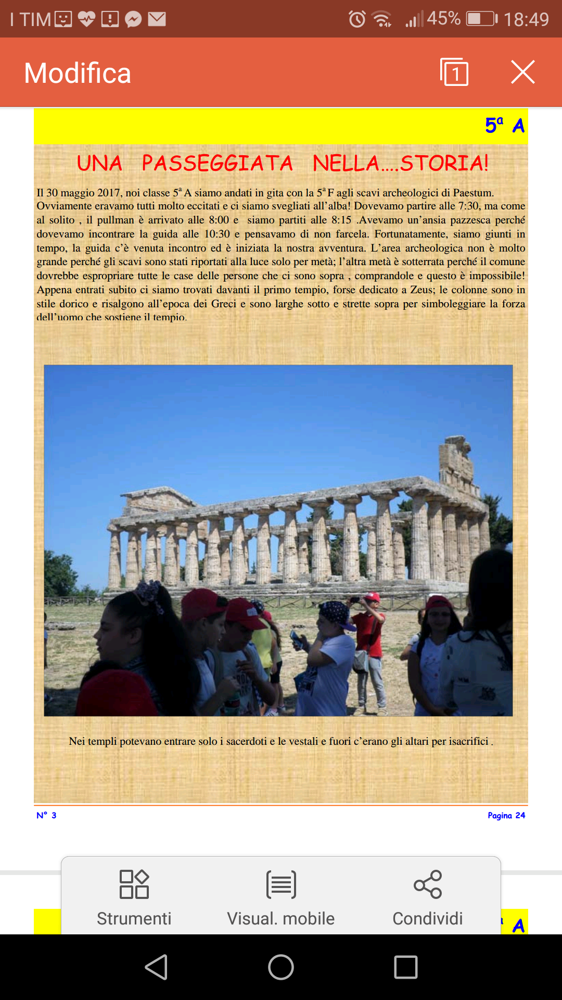 I TIM 45% 18:49
Modifica 1
5ª A
UNA PASSEGGIATA NELLA....STORIA!
Il 30 maggio 2017, noi classe 5ª A siamo andati in gita con la 5ª F agli scavi archeologici di Paestum.
Ovviamente eravamo tutti molto eccitati e ci siamo svegliati all’alba! Dovevamo partire alle 7:30, ma come
al solito , il pullman è arrivato alle 8:00 e siamo partiti alle 8:15 .Avevamo un’ansia pazzesca perché
dovevamo incontrare la guida alle 10:30 e pensavamo di non farcela. Fortunatamente, siamo giunti in
tempo, la guida c’è venuta incontro ed è iniziata la nostra avventura. L’area archeologica non è molto
grande perché gli scavi sono stati riportati alla luce solo per metà; l’altra metà è sotterrata perché il comune
dovrebbe espropriare tutte le case delle persone che ci sono sopra , comprandole e questo è impossibile!
Appena entrati subito ci siamo trovati davanti il primo tempio, forse dedicato a Zeus; le colonne sono in
stile dorico e risalgono all’epoca dei Greci e sono larghe sotto e strette sopra per simboleggiare la forza
dell’uomo che sostiene il tempio.
Nei templi potevano entrare solo i sacerdoti e le vestali e fuori c’erano gli altari per isacrifici .
N° 3 Pagina 24
ª A
Strumenti Visual. mobile Condividi